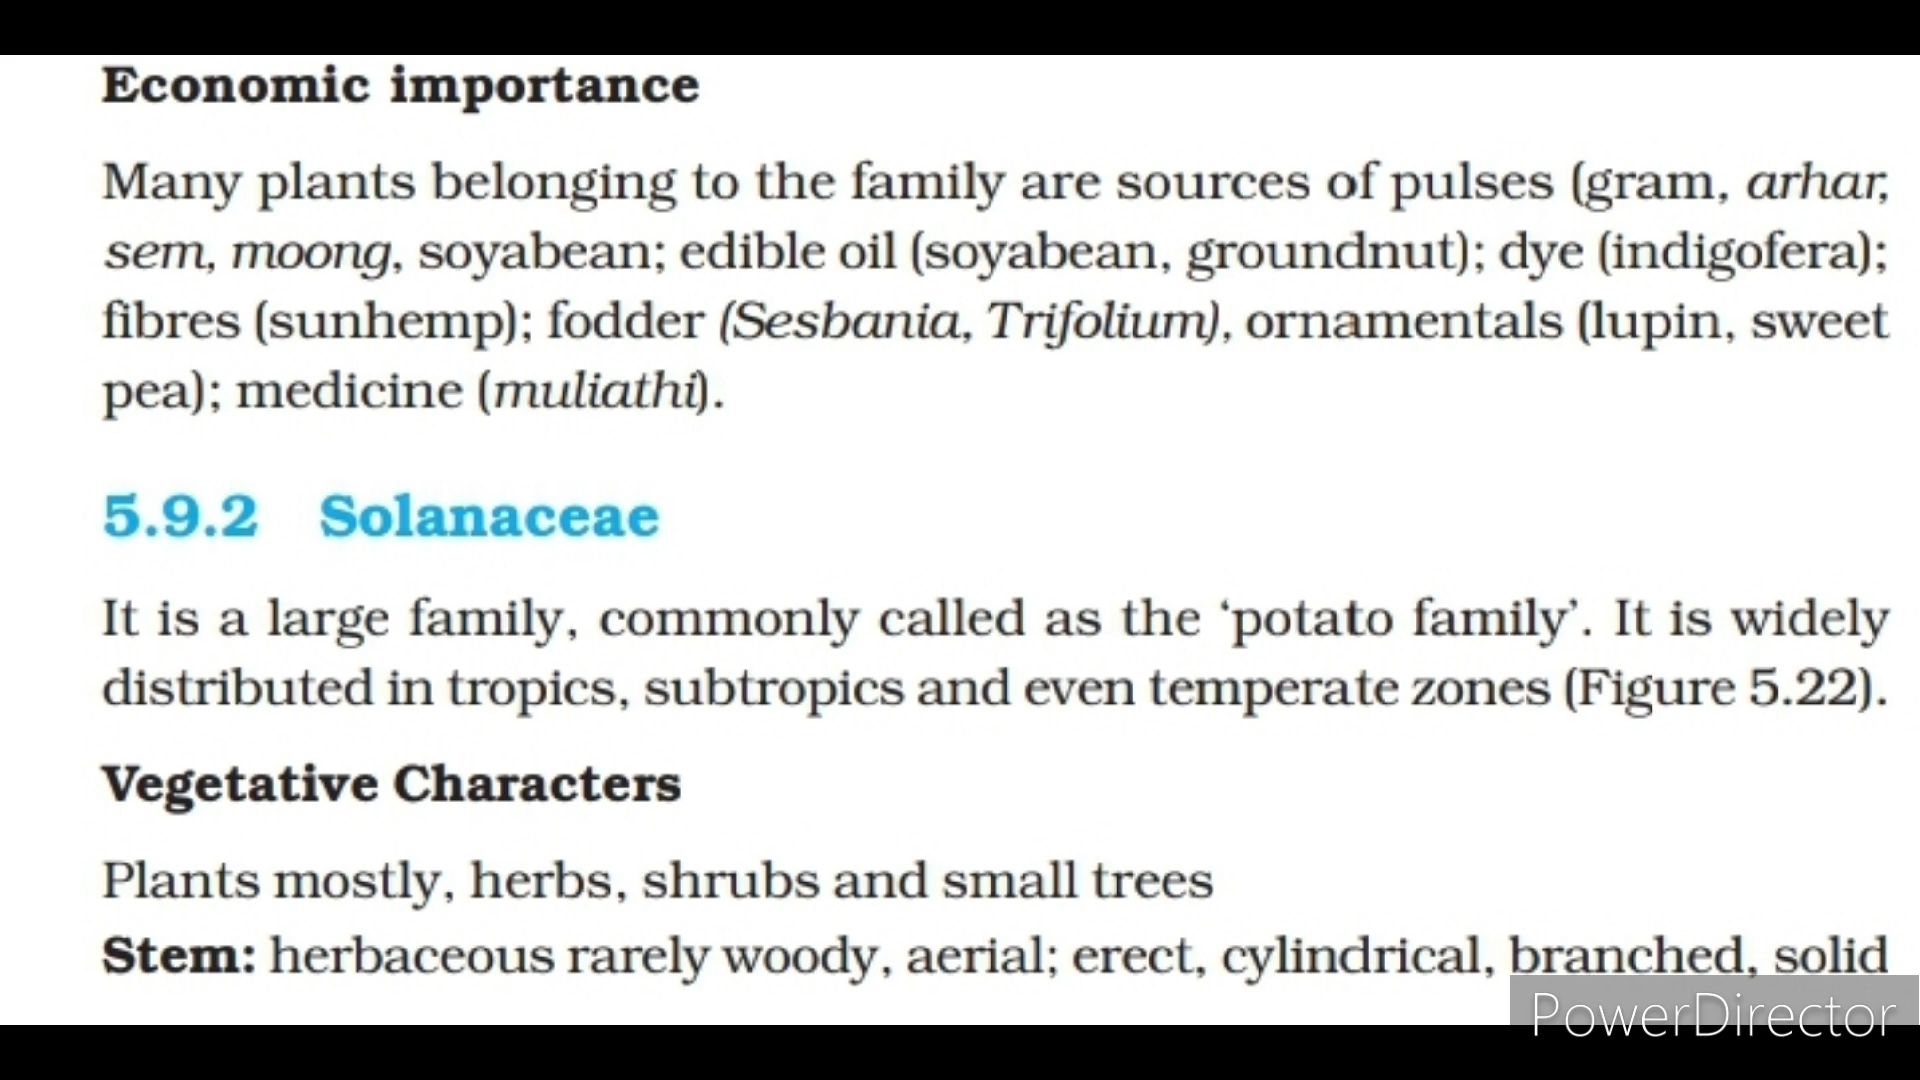 Economic importance
Many plants belonging to the family are sources of pulses (gram, arhar,
sem, moong, soyabean; edible oil (soyabean, groundnut); dye (indigofera);
fibres (sunhemp); fodder (Sesbania, Trifolium), ornamentals (lupin, sweet
pea); medicine (muliathi).
5.9.2 Solanaceae
It is a large family, commonly called as the ‘potato family’. It is widely
distributed in tropics, subtropics and even temperate zones (Figure 5.22).
Vegetative Characters
Plants mostly, herbs, shrubs and small trees
Stem: herbaceous rarely woody, aerial; erect, cylindrical, branched, solid
PowerDirector